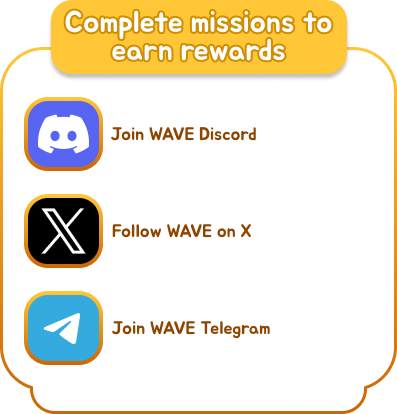 Complete missions to
earn rewards
Join WAVE Discord
Follow WAVE on X
Join WAVE Telegram